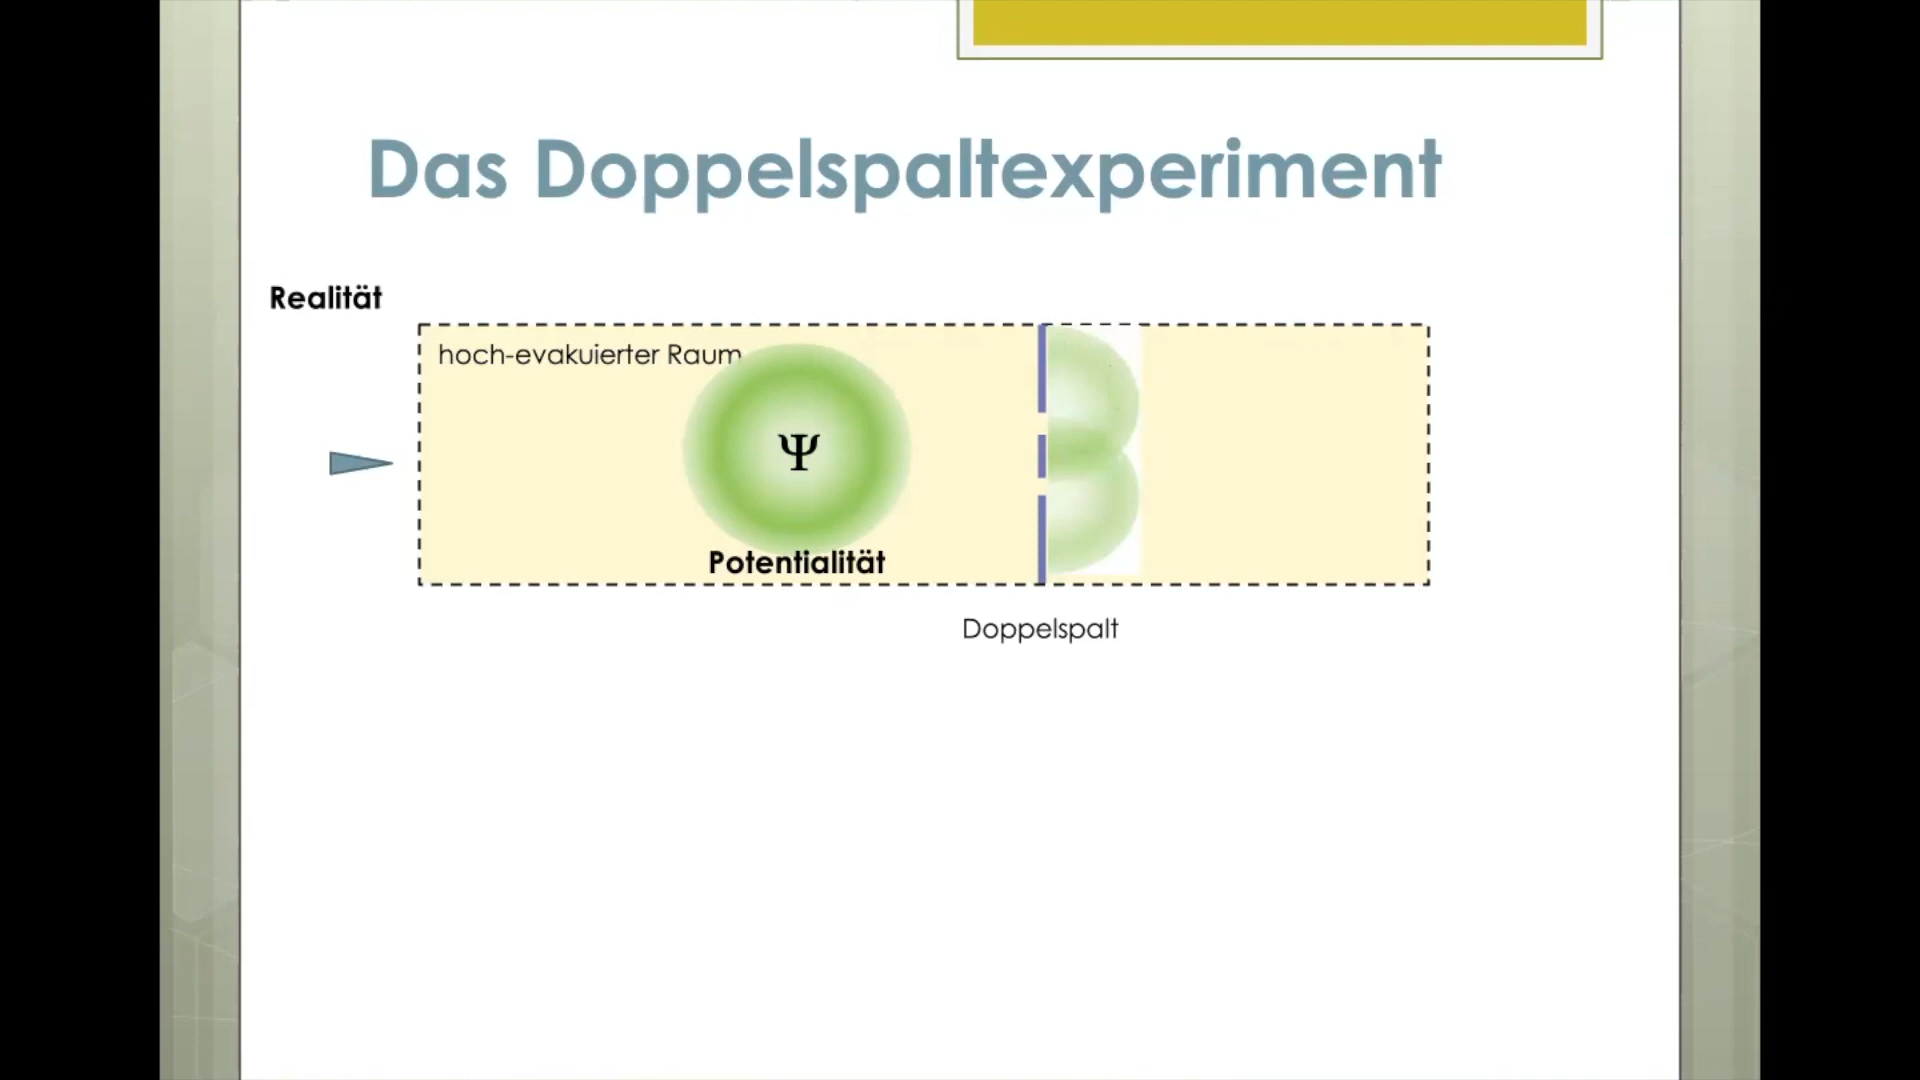 Das Doppelspaltexperiment
Realität
hoch-evakuierter Raum
Ψ
Potentialität
Doppelspalt